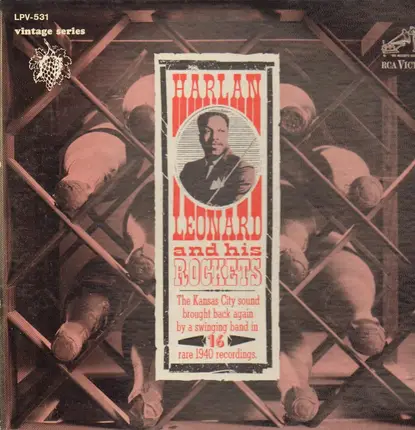 LPV-531
vintage series
RCA VICTOR
HARLAN
LEONARD
and his
ROCKETS
The Kansas City sound
brought back again
by a swinging band in
16
rare 1940 recordings.